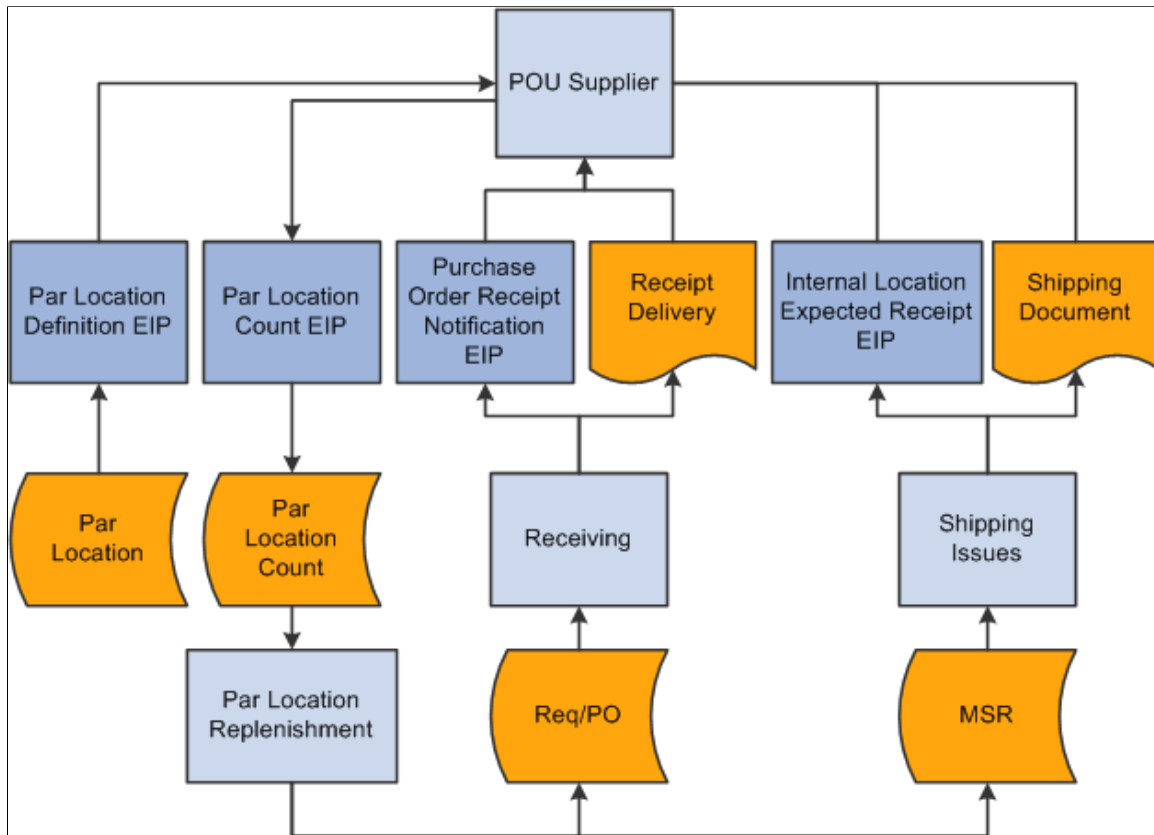 POU Supplier
Par Location
Definition EIP
Par Location
Count EIP
Purchase
Order Receipt
Notification
EIP
Receipt
Delivery
Internal Location
Expected Receipt
EIP
Shipping
Document
Par
Location
Par
Location
Count
Receiving
Shipping
Issues
Par Location
Replenishment
Req/PO
MSR